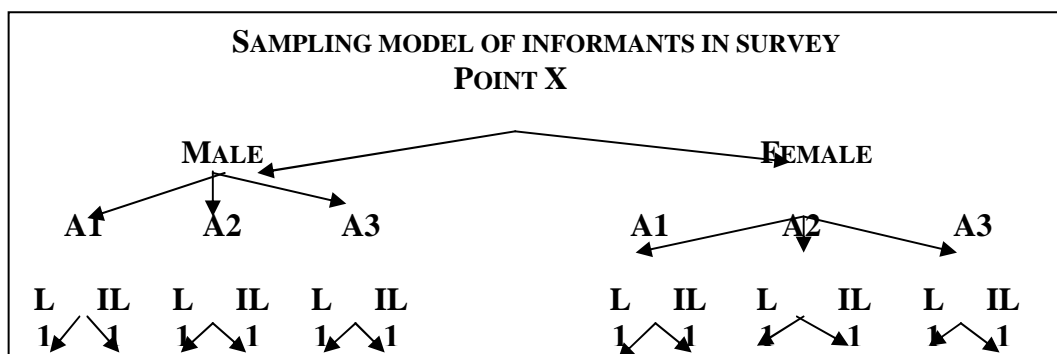 SAMPLING MODEL OF INFORMANTS IN SURVEY
POINT X
MALE FEMALE
A1 A2 A3 A1 A2 A3
L IL L IL L IL L IL L IL L IL
1 1 1 1 1 1 1 1 1 1 1 1